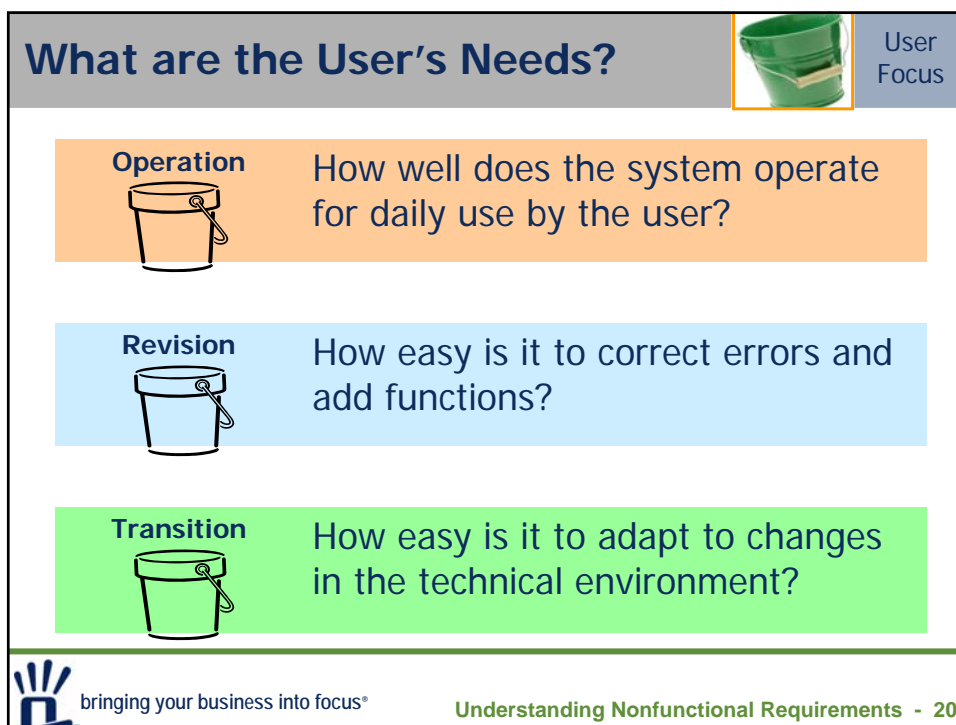 What are the User’s Needs?
User
Focus
Operation
How well does the system operate
for daily use by the user?
Revision
How easy is it to correct errors and
add functions?
Transition
How easy is it to adapt to changes
in the technical environment?
bringing your business into focus®
Understanding Nonfunctional Requirements - 20